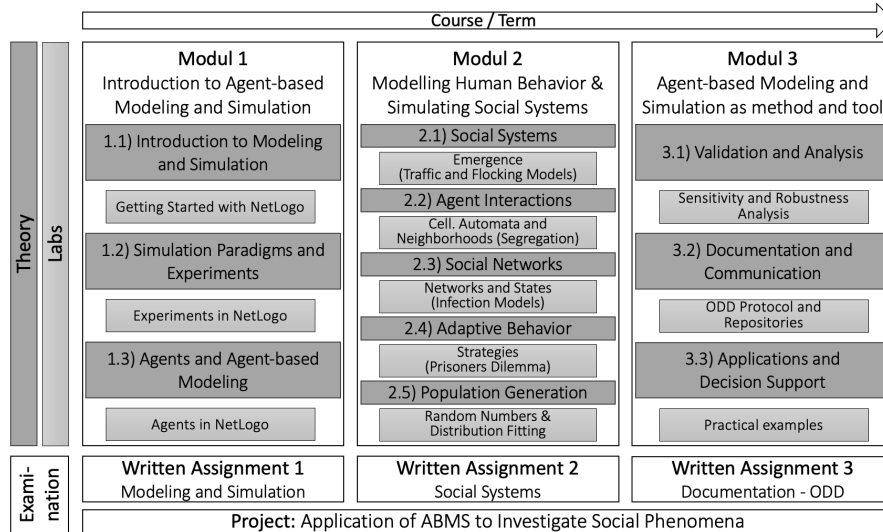 Course / Term
Theory
Labs
Modul 1
Introduction to Agent-based
Modeling and Simulation
1.1) Introduction to Modeling
and Simulation
Getting Started with NetLogo
1.2) Simulation Paradigms and
Experiments
Experiments in NetLogo
1.3) Agents and Agent-based
Modeling
Agents in NetLogo
Modul 2
Modelling Human Behavior &
Simulating Social Systems
2.1) Social Systems
Emergence
(Traffic and Flocking Models)
2.2) Agent Interactions
Cell. Automata and
Neighborhoods (Segregation)
2.3) Social Networks
Networks and States
(Infection Models)
2.4) Adaptive Behavior
Strategies
(Prisoners Dilemma)
2.5) Population Generation
Random Numbers &
Distribution Fitting
Modul 3
Agent-based Modeling and
Simulation as method and tool
3.1) Validation and Analysis
Sensitivity and Robustness
Analysis
3.2) Documentation and
Communication
ODD Protocol and
Repositories
3.3) Applications and
Decision Support
Practical examples
Exami-
nation
Written Assignment 1
Modeling and Simulation
Written Assignment 2
Social Systems
Written Assignment 3
Documentation - ODD
Project: Application of ABMS to Investigate Social Phenomena